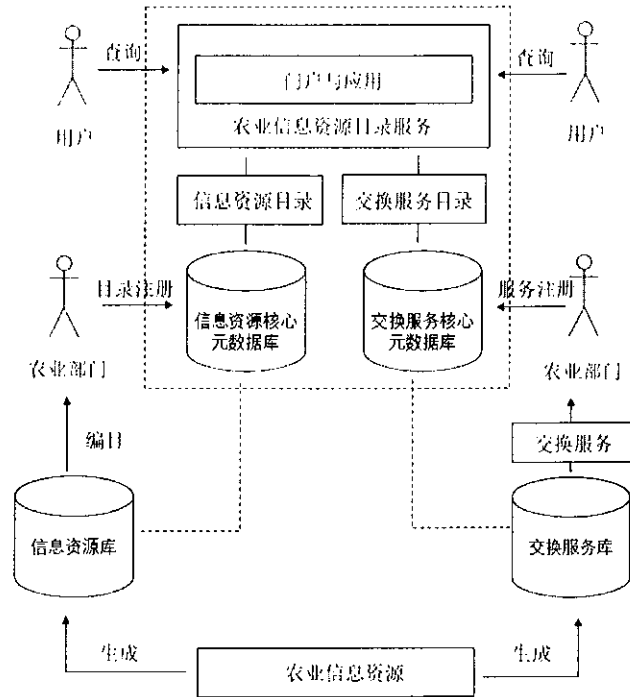 查询
门户与应用
查询
用户
农业信息资源目录服务
用户
信息资源目录
交换服务目录
目录注册
服务注册
信息资源核心
元数据库
交换服务核心
元数据库
农业部门
农业部门
编目
交换服务
信息资源库
交换服务库
生成
农业信息资源
生成